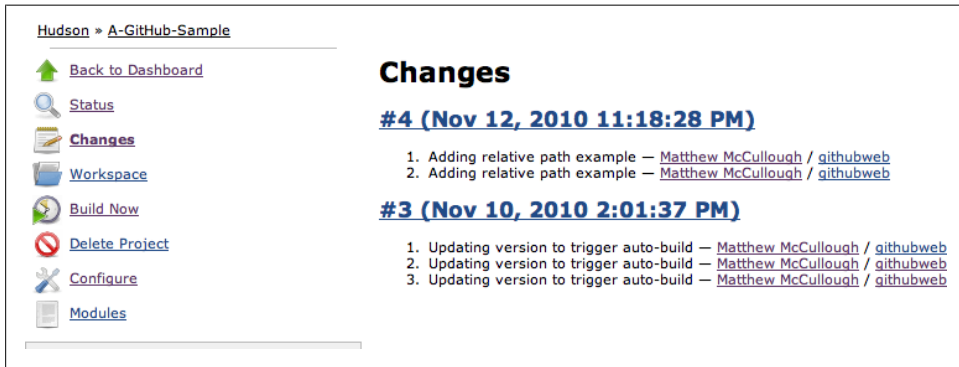 Hudson » A-GitHub-Sample
Back to Dashboard
Status
Changes
Workspace
Build Now
Delete Project
Configure
Modules
Changes
#4 (Nov 12, 2010 11:18:28 PM)
1. Adding relative path example — Matthew McCullough / githubweb
2. Adding relative path example — Matthew McCullough / githubweb
#3 (Nov 10, 2010 2:01:37 PM)
1. Updating version to trigger auto-build — Matthew McCullough / githubweb
2. Updating version to trigger auto-build — Matthew McCullough / githubweb
3. Updating version to trigger auto-build — Matthew McCullough / githubweb